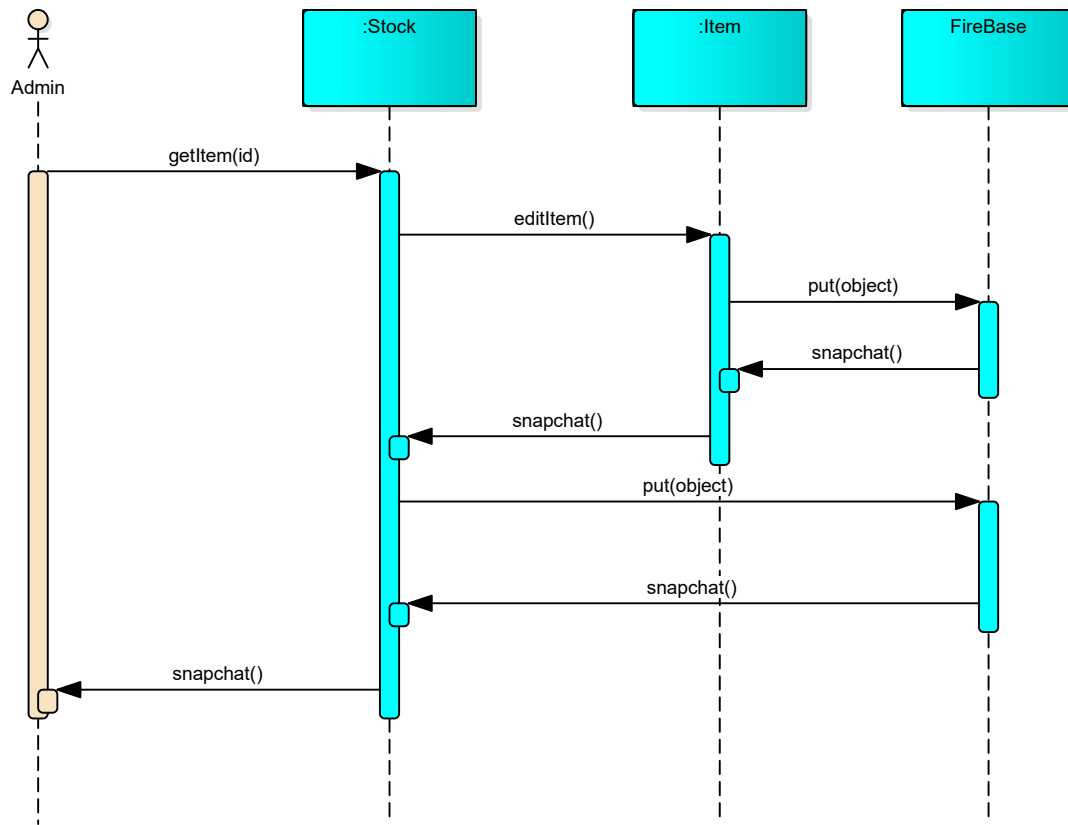 :Stock
:Item
FireBase
Admin
getItem(id)
editItem()
put(object)
snapchat()
snapchat()
put(object)
snapchat()
snapchat()